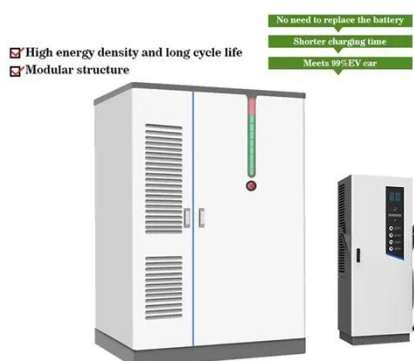 No need to replace the battery
Shorter charging time
Meets 99%EV car
High energy density and long cycle life
Modular structure